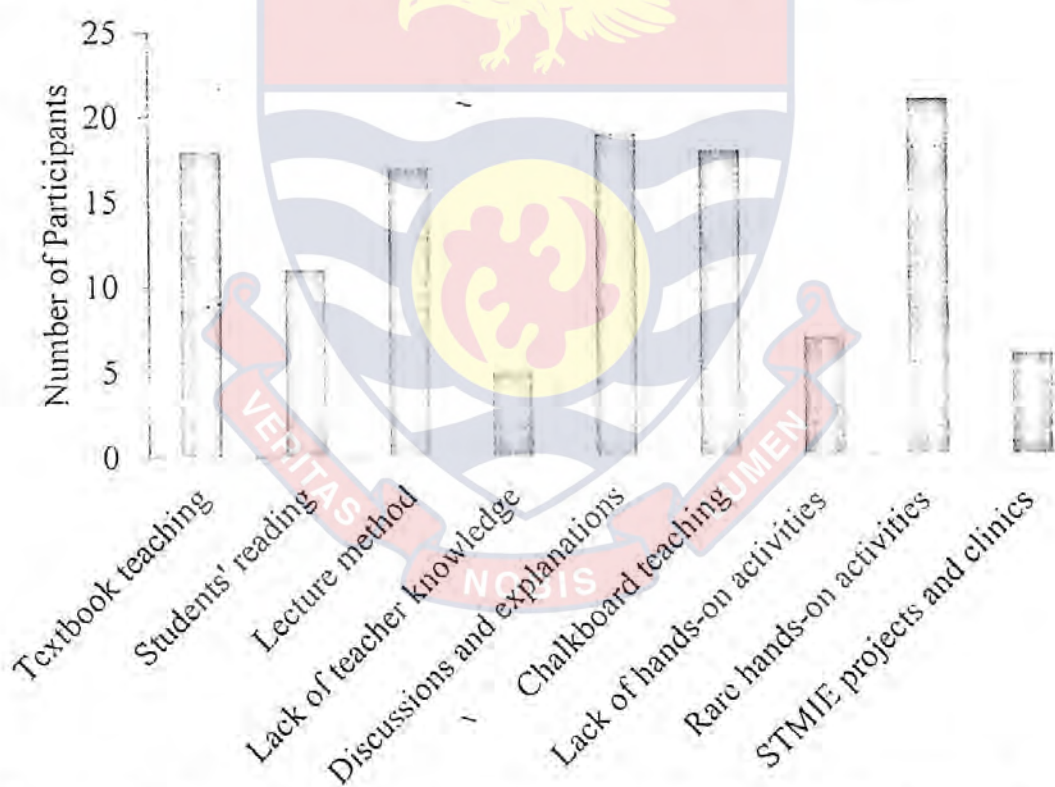 Number of Participants
25
20
15
10
5
0
Textbook teaching
Students' reading
Lecture method
Lack of teacher knowledge
Discussions and explanations
Chalkboard teaching
Lack of hands-on activities
Rare hands-on activities
STMIE projects and clinics
VERITAS
NOBIS
LUMEN